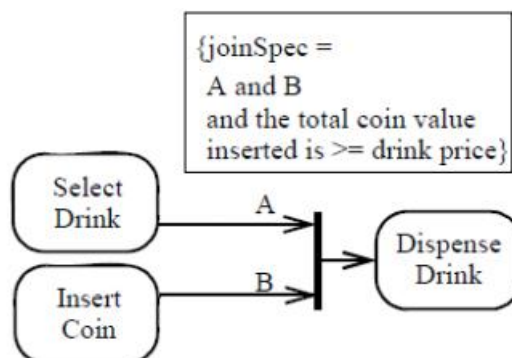 {joinSpec =
A and B
and the total coin value
inserted is >= drink price}
Select
Drink
A
Dispense
Drink
Insert
Coin
B